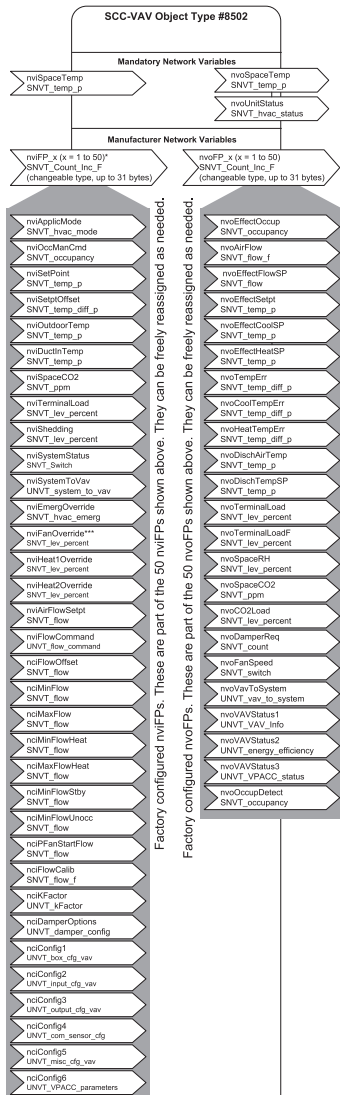 SCC-VAV Object Type #8502
Mandatory Network Variables
nviSpaceTemp
SNVT_temp_p
nvoSpaceTemp
SNVT_temp_p
nvoUnitStatus
SNVT_hvac_status
Manufacturer Network Variables
nviFP_x (x = 1 to 50)*
SNVT_Count_Inc_F
(changeable type, up to 31 bytes)
nvoFP_x (x = 1 to 50)
SNVT_Count_Inc_F
(changeable type, up to 31 bytes)
nviApplicMode
SNVT_hvac_mode
nviOccManCmd
SNVT_occupancy
nviSetPoint
SNVT_temp_p
nviSetptOffset
SNVT_temp_diff_p
nviOutdoorTemp
SNVT_temp_p
nviDuctInTemp
SNVT_temp_p
nviSpaceCO2
SNVT_ppm
nviTerminalLoad
SNVT_lev_percent
nviShedding
SNVT_lev_percent
nviSystemStatus
SNVT_Switch
nviSystemToVav
UNVT_system_to_vav
nviEmergOverride
SNVT_hvac_emerg
nviFanOverride***
SNVT_lev_percent
nviHeat1Override
SNVT_lev_percent
nviHeat2Override
SNVT_lev_percent
nviAirFlowSetpt
SNVT_flow
nviFlowCommand
UNVT_flow_command
nciFlowOffset
SNVT_flow
nciMinFlow
SNVT_flow
nciMaxFlow
SNVT_flow
nciMinFlowHeat
SNVT_flow
nciMaxFlowHeat
SNVT_flow
nciMinFlowStby
SNVT_flow
nciMinFlowUnocc
SNVT_flow
nciPFanStartFlow
SNVT_flow
nciFlowCalib
SNVT_flow_f
nciKFactor
UNVT_kFactor
nciDamperOptions
UNVT_damper_config
nciConfig1
UNVT_box_cfg_vav
nciConfig2
UNVT_input_cfg_vav
nciConfig3
UNVT_output_cfg_vav
nciConfig4
UNVT_com_sensor_cfg
nciConfig5
UNVT_misc_cfg_vav
nciConfig6
UNVT_VPACC_parameters
Factory configured nviFPs. These are part of the 50 nviFPs shown above. They can be freely reassigned as needed.
Factory configured nvoFPs. These are part of the 50 nvoFPs shown above. They can be freely reassigned as needed.
nvoEffectOccup
SNVT_occupancy
nvoAirFlow
SNVT_flow_f
nvoEffectFlowSP
SNVT_flow
nvoEffectSetpt
SNVT_temp_p
nvoEffectCoolSP
SNVT_temp_p
nvoEffectHeatSP
SNVT_temp_p
nvoTempErr
SNVT_temp_diff_p
nvoCoolTempErr
SNVT_temp_diff_p
nvoHeatTempErr
SNVT_temp_diff_p
nvoDischAirTemp
SNVT_temp_p
nvoDischTempSP
SNVT_temp_p
nvoTerminalLoad
SNVT_lev_percent
nvoTerminalLoadF
SNVT_lev_percent
nvoSpaceRH
SNVT_lev_percent
nvoSpaceCO2
SNVT_ppm
nvoCO2Load
SNVT_lev_percent
nvoDamperReq
SNVT_count
nvoFanSpeed
SNVT_switch
nvoVavToSystem
UNVT_vav_to_system
nvoVAVStatus1
UNVT_VAV_Info
nvoVAVStatus2
UNVT_energy_efficiency
nvoVAVStatus3
UNVT_VPACC_status
nvoOccupDetect
SNVT_occupancy